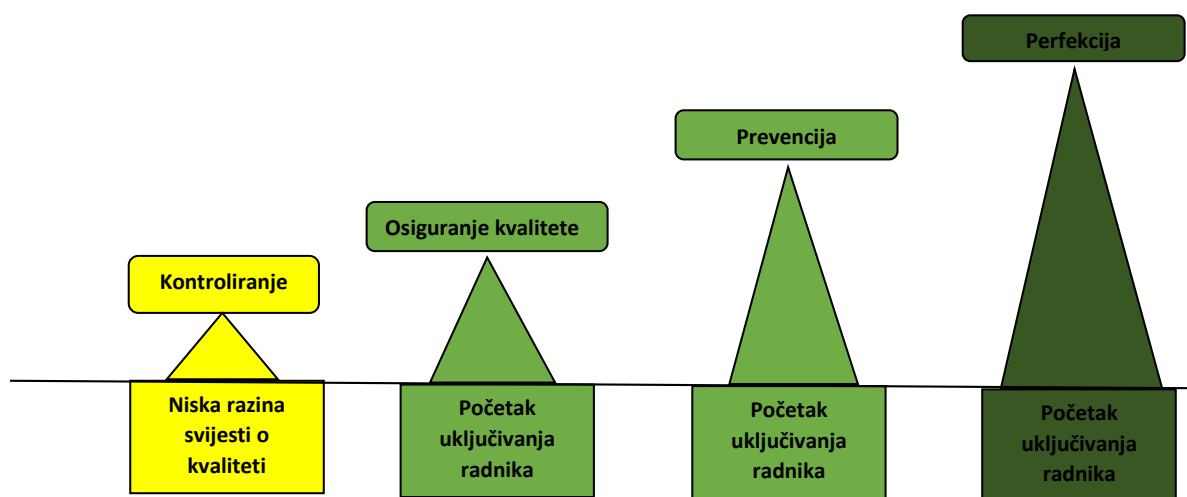 Perfekcija
Prevencija
Osiguranje kvalitete
Kontroliranje
Niska razina
svijesti o
kvaliteti
Početak
uključivanja
radnika
Početak
uključivanja
radnika
Početak
uključivanja
radnika